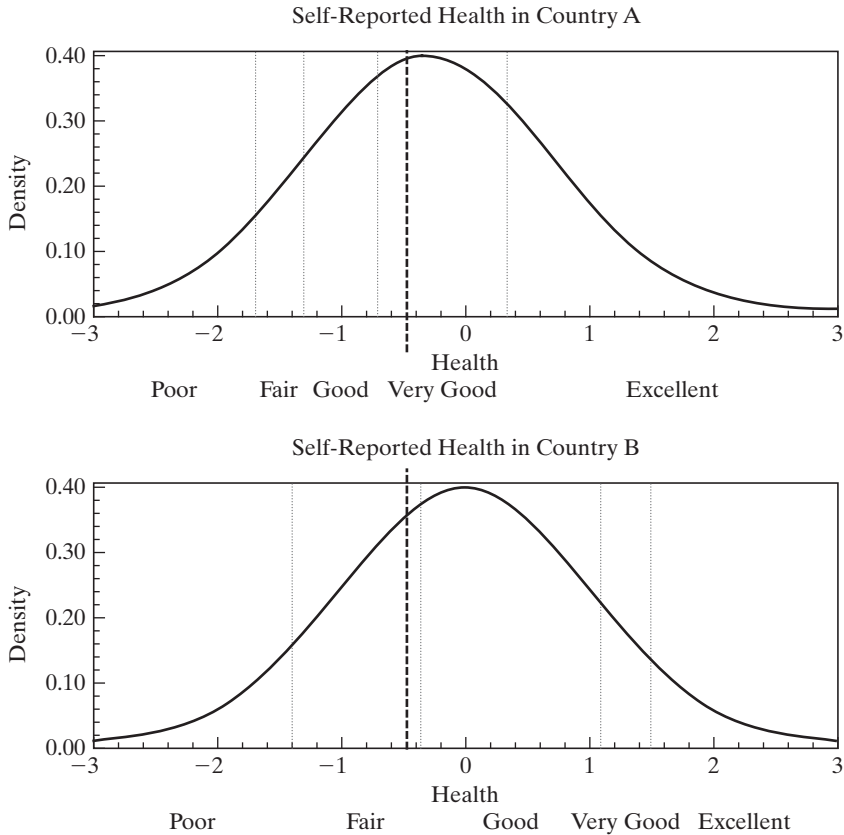 Self-Reported Health in Country A
0.40
0.30
0.20
0.10
0.00
Density
−3 −2 −1 0 1 2 3
Health
Poor Fair Good Very Good Excellent
Self-Reported Health in Country B
0.40
0.30
0.20
0.10
0.00
Density
−3 −2 −1 0 1 2 3
Health
Poor Fair Good Very Good Excellent